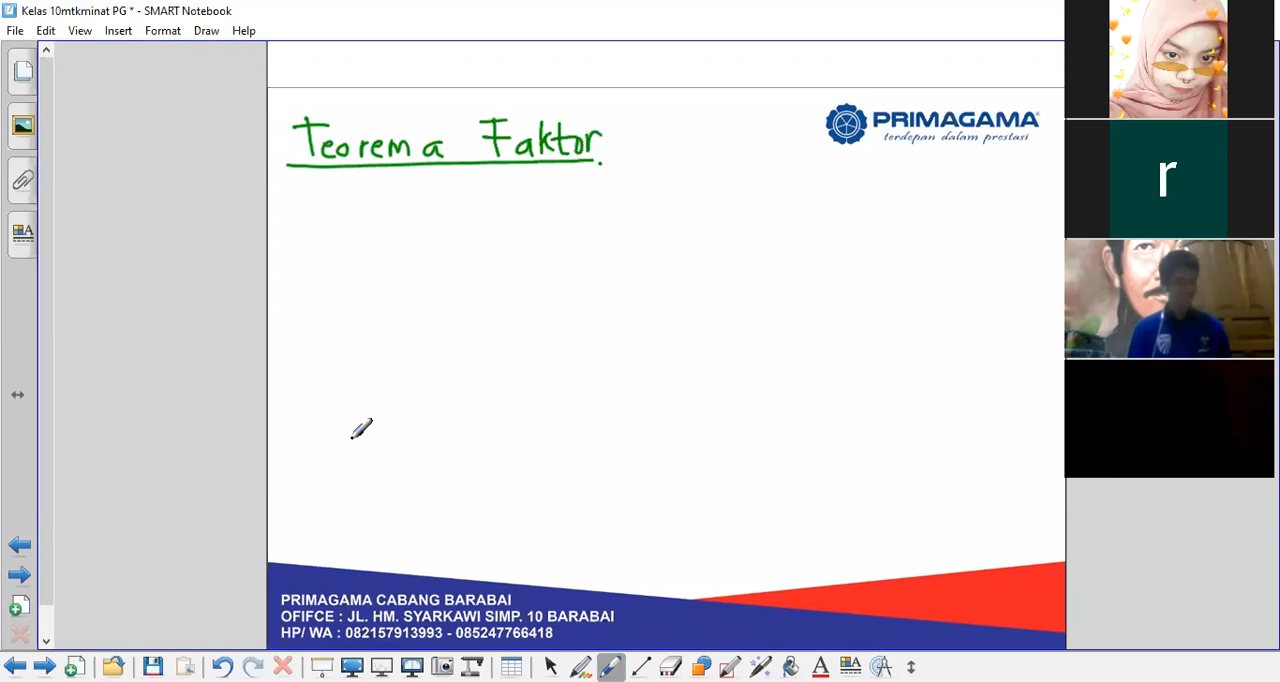 Kelas 10mtkminat PG * - SMART Notebook
File Edit View Insert Format Draw Help
Teorema Faktor.
PRIMAGAMA
terdepan dalam prestasi
r
PRIMAGAMA CABANG BARABAI
OFIFCE : JL. HM. SYARKAWI SIMP. 10 BARABAI
HP/ WA : 082157913993 - 085247766418